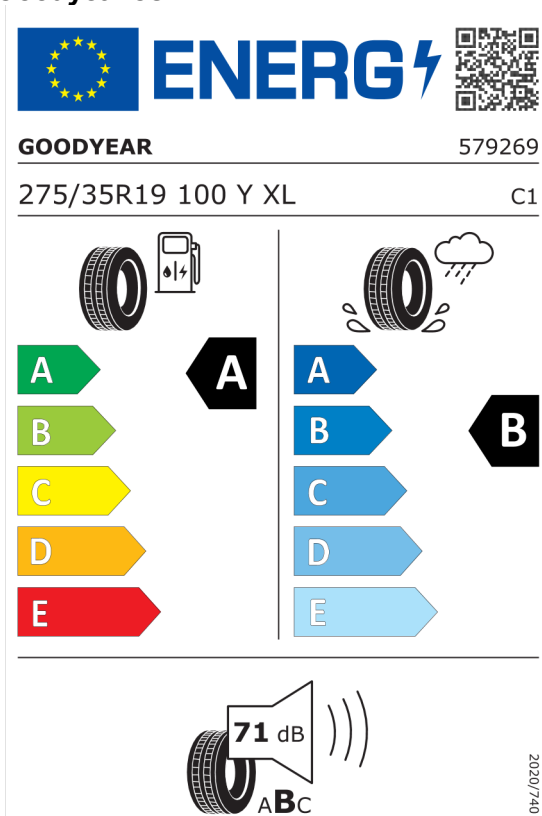 ENERG
GOODYEAR 579269
275/35R19 100 Y XL C1
A A A
B B B
C C
D D
E E
71 dB
ABC
2020/740